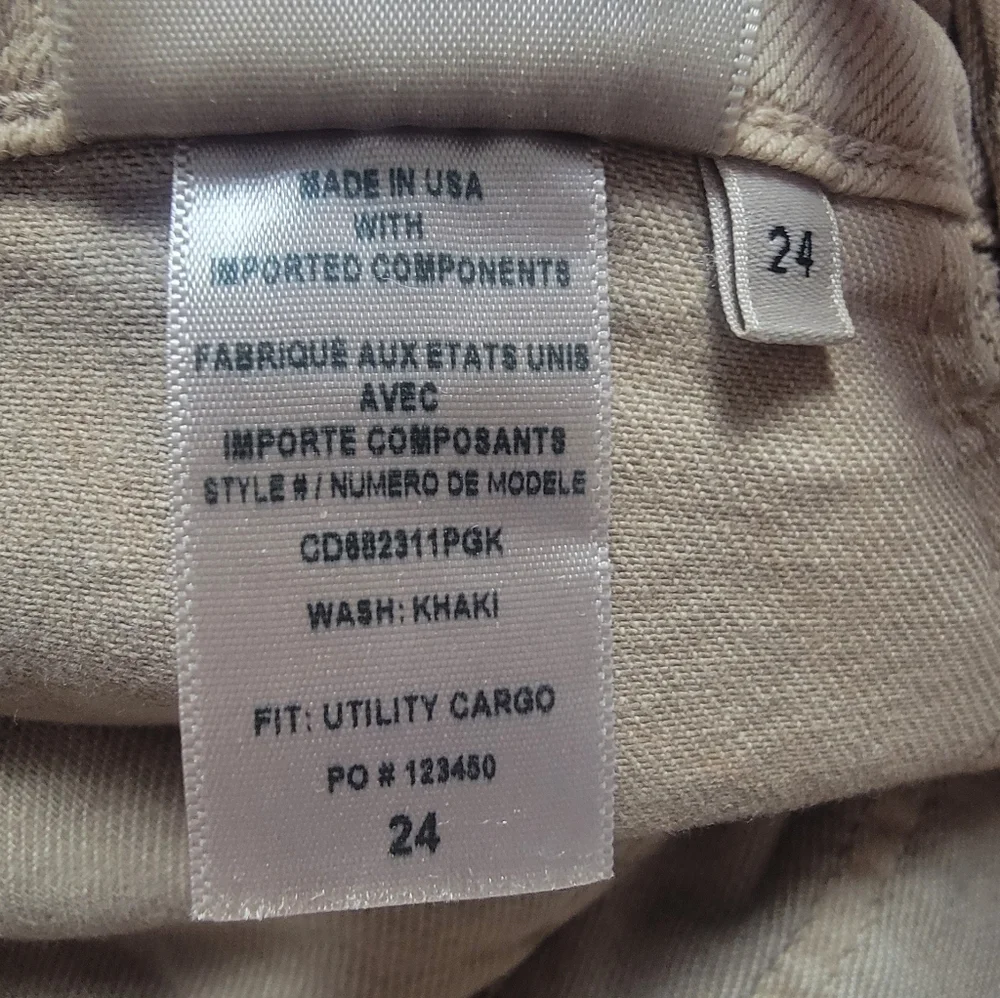 MADE IN USA
WITH
IMPORTED COMPONENTS
FABRIQUE AUX ETATS UNIS
AVEC
IMPORTE COMPOSANTS
STYLE # / NUMERO DE MODELE
CD882311PGK
WASH: KHAKI
FIT: UTILITY CARGO
PO # 123450
24
24